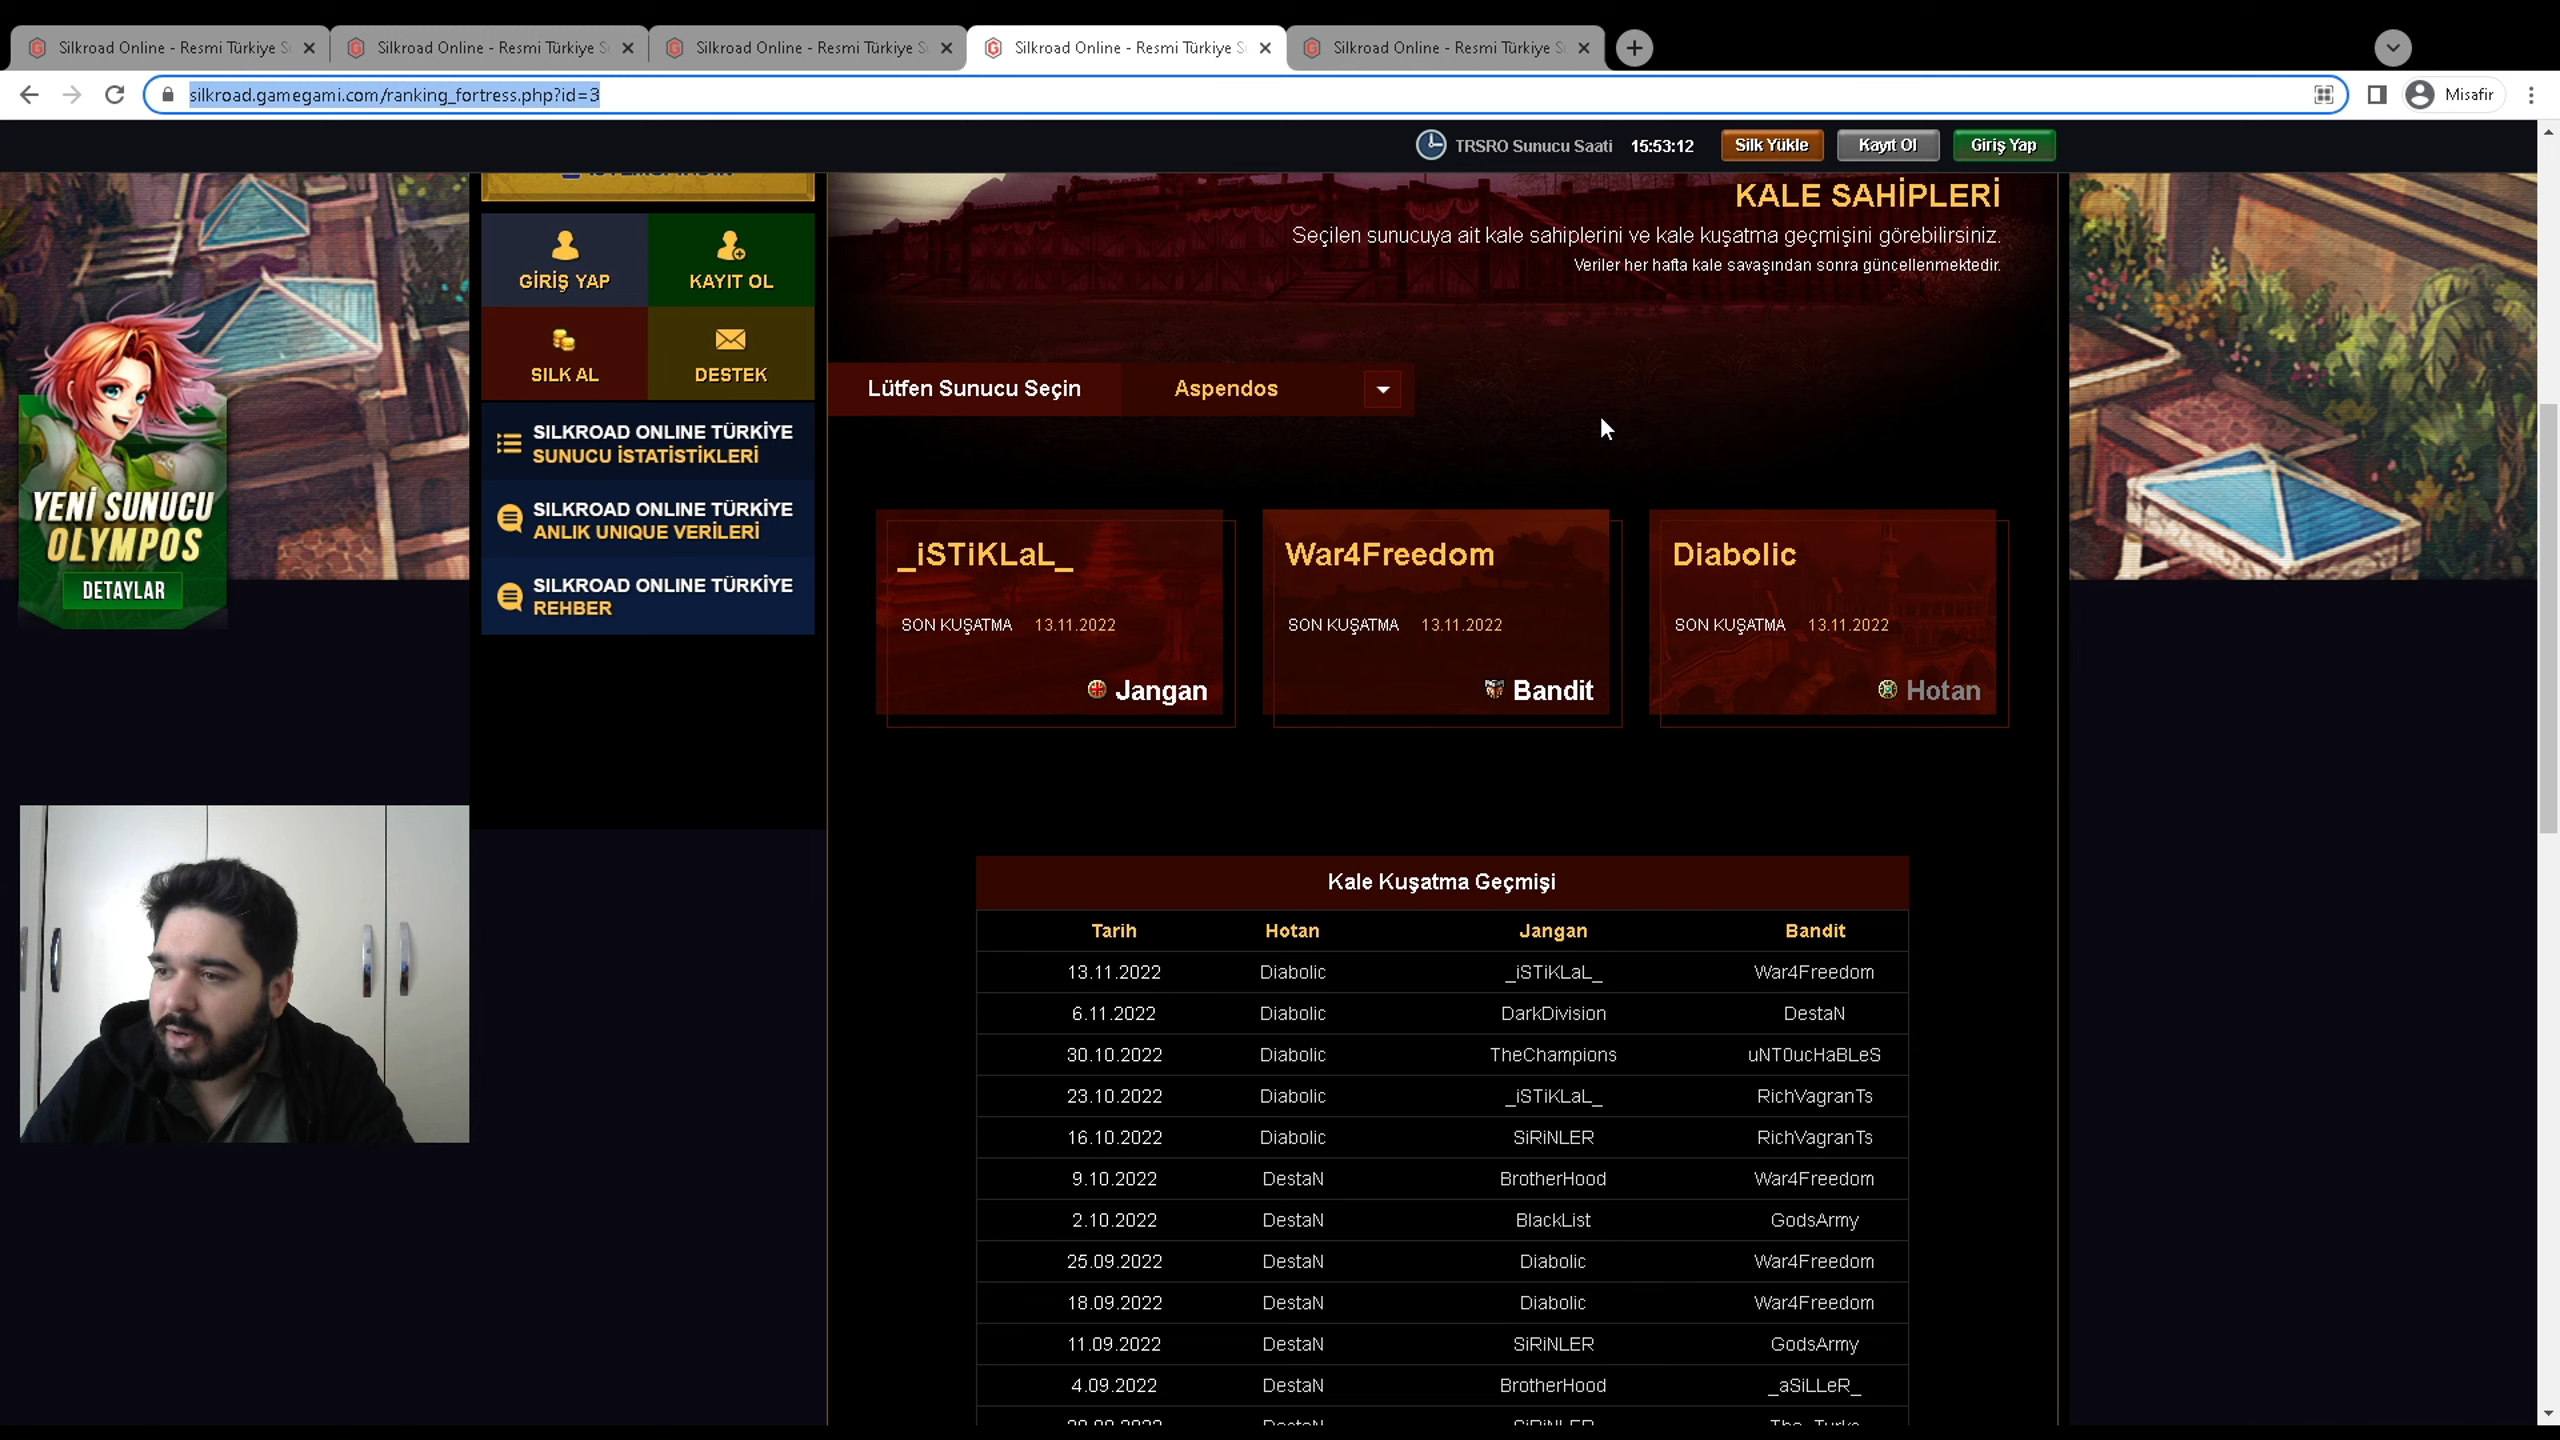 Silkroad Online - Resmi Türkiye S
Silkroad Online - Resmi Türkiye S
Silkroad Online - Resmi Türkiye S
Silkroad Online - Resmi Türkiye S
Silkroad Online - Resmi Türkiye S
silkroad.gamegami.com/ranking_fortress.php?id=3
Misafir
TRSRO Sunucu Saati 15:53:12
Silk Yükle
Kayıt Ol
Giriş Yap
GİRİŞ YAP
KAYIT OL
SILK AL
DESTEK
SILKROAD ONLINE TÜRKİYE
SUNUCU İSTATİSTİKLERİ
SILKROAD ONLINE TÜRKİYE
ANLIK UNIQUE VERİLERİ
SILKROAD ONLINE TÜRKİYE
REHBER
YENİ SUNUCU
OLYMPOS
DETAYLAR
KALE SAHİPLERİ
Seçilen sunucuya ait kale sahiplerini ve kale kuşatma geçmişini görebilirsiniz.
Veriler her hafta kale savaşından sonra güncellenmektedir.
Lütfen Sunucu Seçin Aspendos
_iSTiKLaL_
SON KUŞATMA 13.11.2022
Jangan
War4Freedom
SON KUŞATMA 13.11.2022
Bandit
Diabolic
SON KUŞATMA 13.11.2022
Hotan
Kale Kuşatma Geçmişi
Tarih Hotan Jangan Bandit
13.11.2022 Diabolic _iSTiKLaL_ War4Freedom
6.11.2022 Diabolic DarkDivision DestaN
30.10.2022 Diabolic TheChampions uNT0ucHaBLeS
23.10.2022 Diabolic _iSTiKLaL_ RichVagranTs
16.10.2022 Diabolic SiRiNLER RichVagranTs
9.10.2022 DestaN BrotherHood War4Freedom
2.10.2022 DestaN BlackList GodsArmy
25.09.2022 DestaN Diabolic War4Freedom
18.09.2022 DestaN Diabolic War4Freedom
11.09.2022 DestaN SiRiNLER GodsArmy
4.09.2022 DestaN BrotherHood _aSiLLeR_